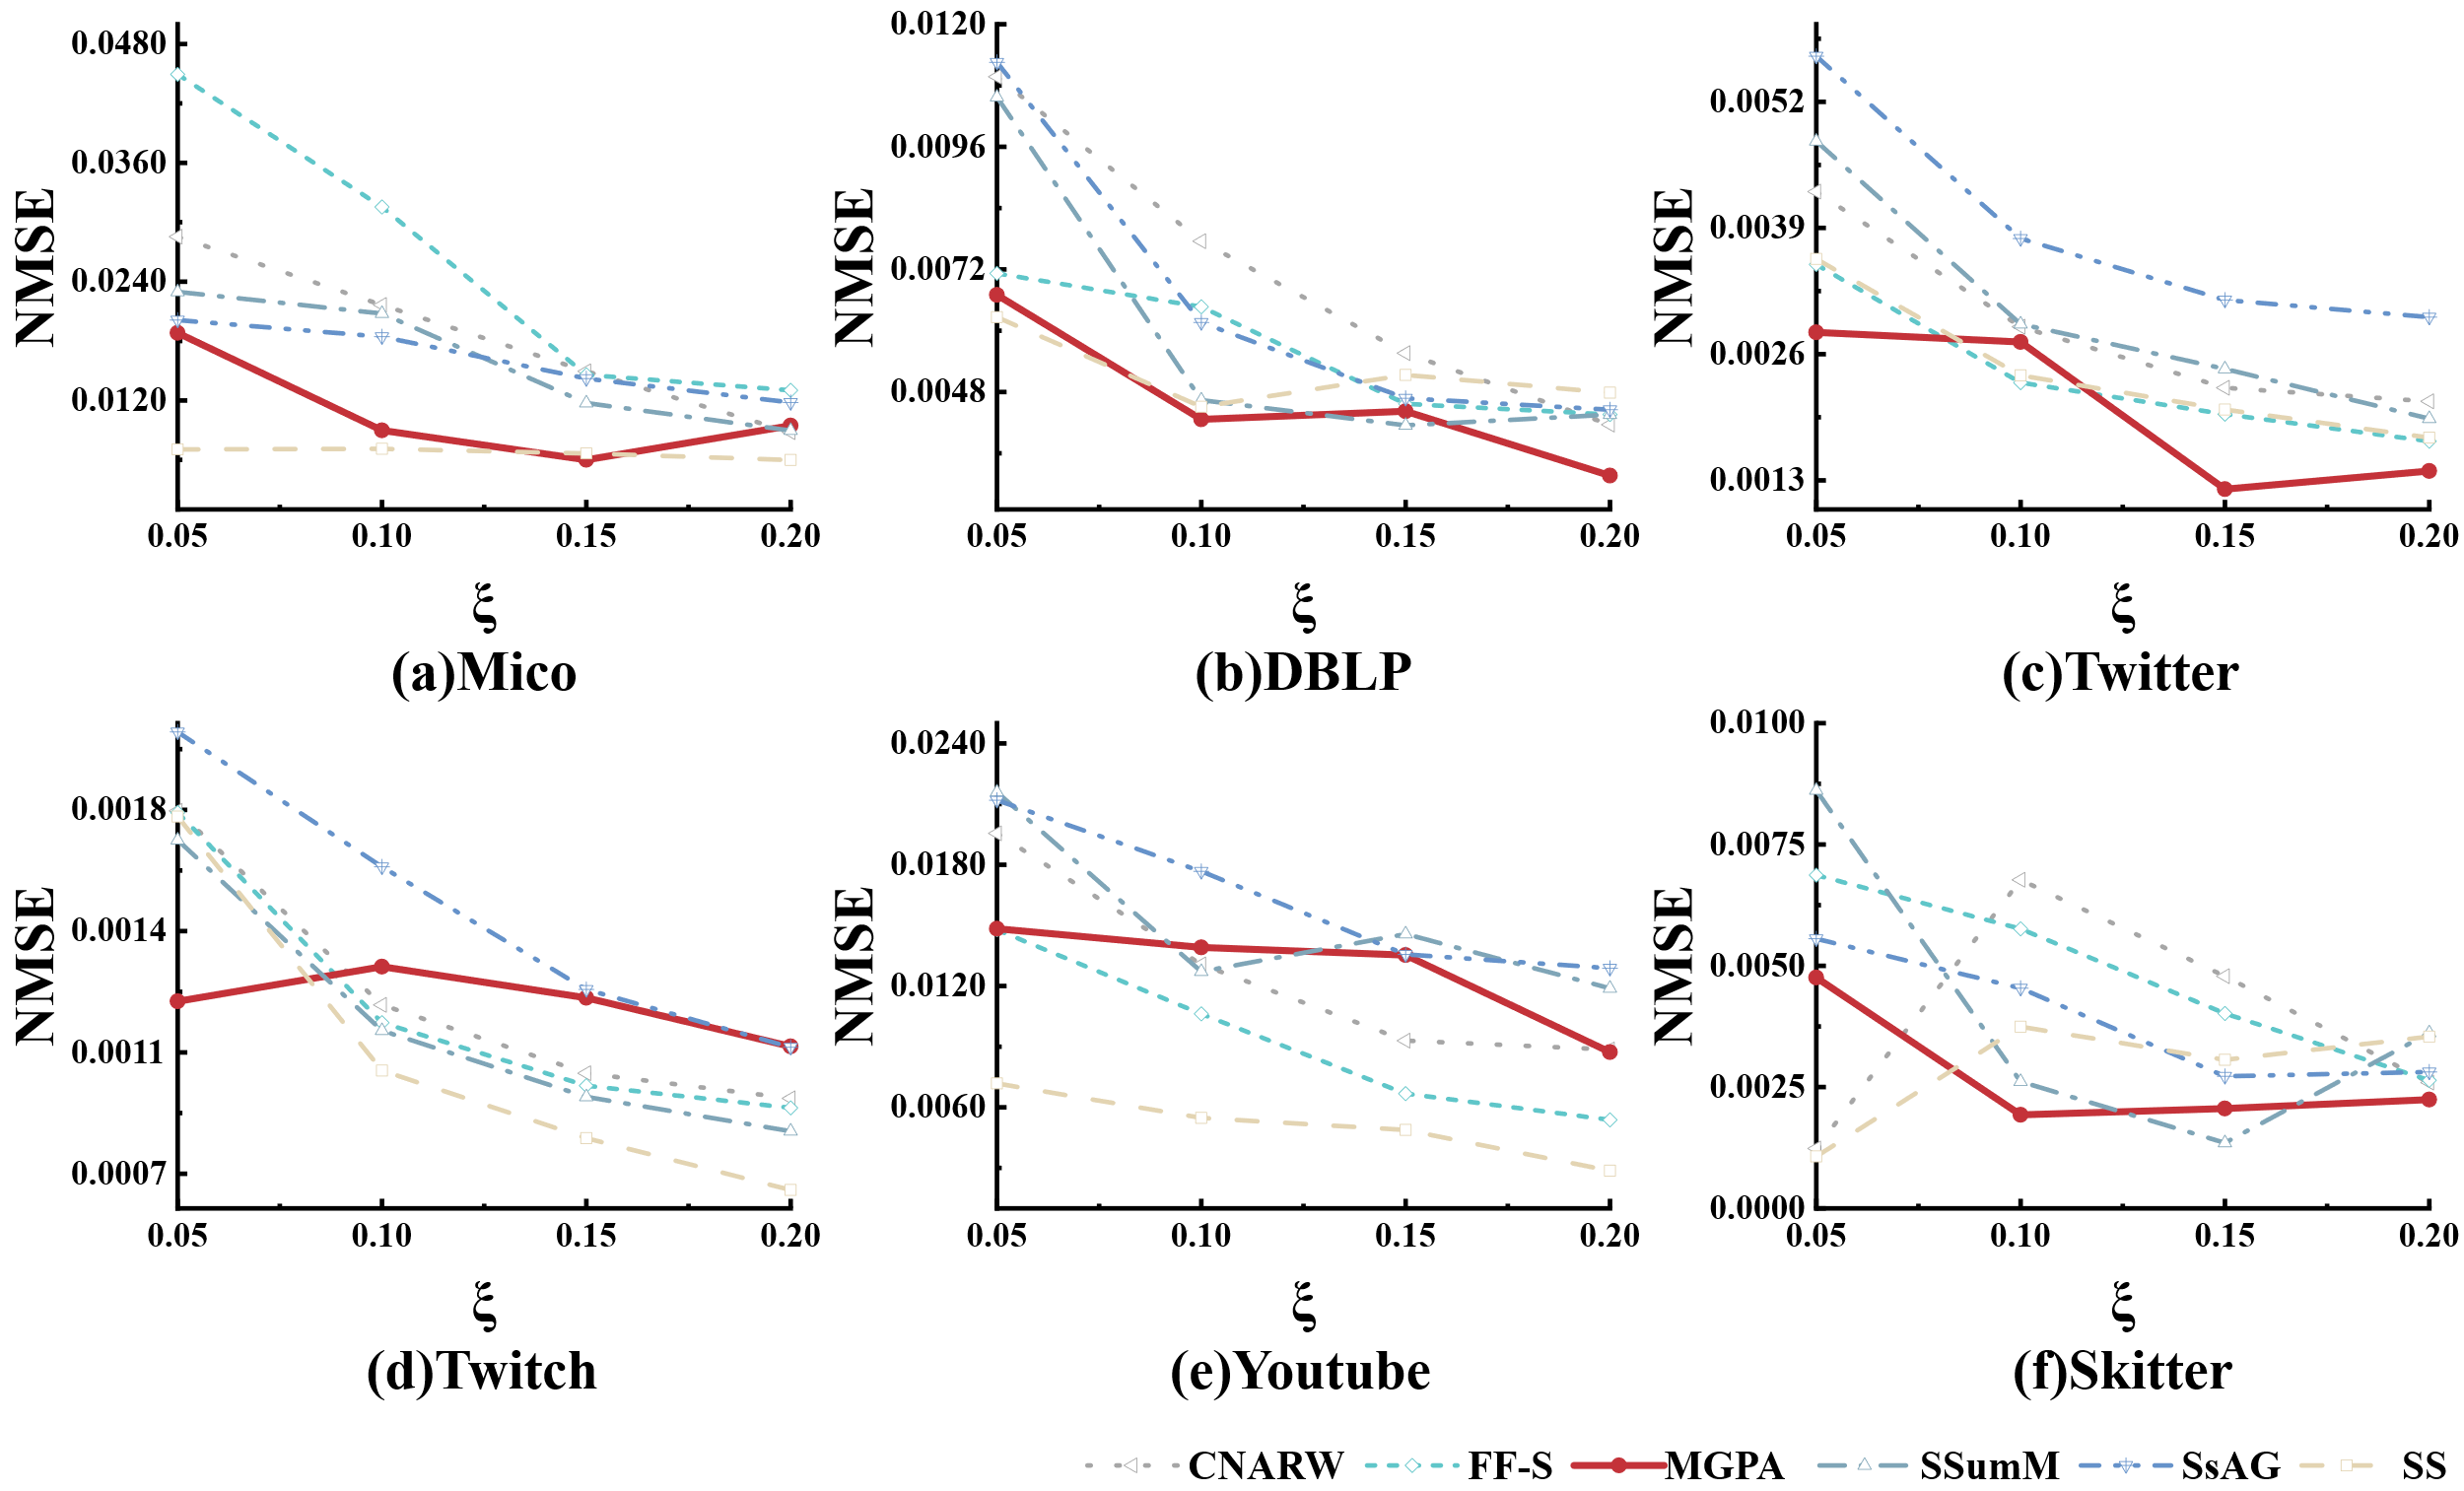 0.0480
0.0360
0.0240
0.0120
NMSE
0.05 0.10 0.15 0.20
ξ
(a)Mico
0.0120
0.0096
0.0072
0.0048
NMSE
0.05 0.10 0.15 0.20
ξ
(b)DBLP
0.0052
0.0039
0.0026
0.0013
NMSE
0.05 0.10 0.15 0.20
ξ
(c)Twitter
0.0018
0.0014
0.0011
0.0007
NMSE
0.05 0.10 0.15 0.20
ξ
(d)Twitch
0.0240
0.0180
0.0120
0.0060
NMSE
0.05 0.10 0.15 0.20
ξ
(e)Youtube
0.0100
0.0075
0.0050
0.0025
0.0000
NMSE
0.05 0.10 0.15 0.20
ξ
(f)Skitter
CNARW FF-S MGPA SSumM SsAG SS